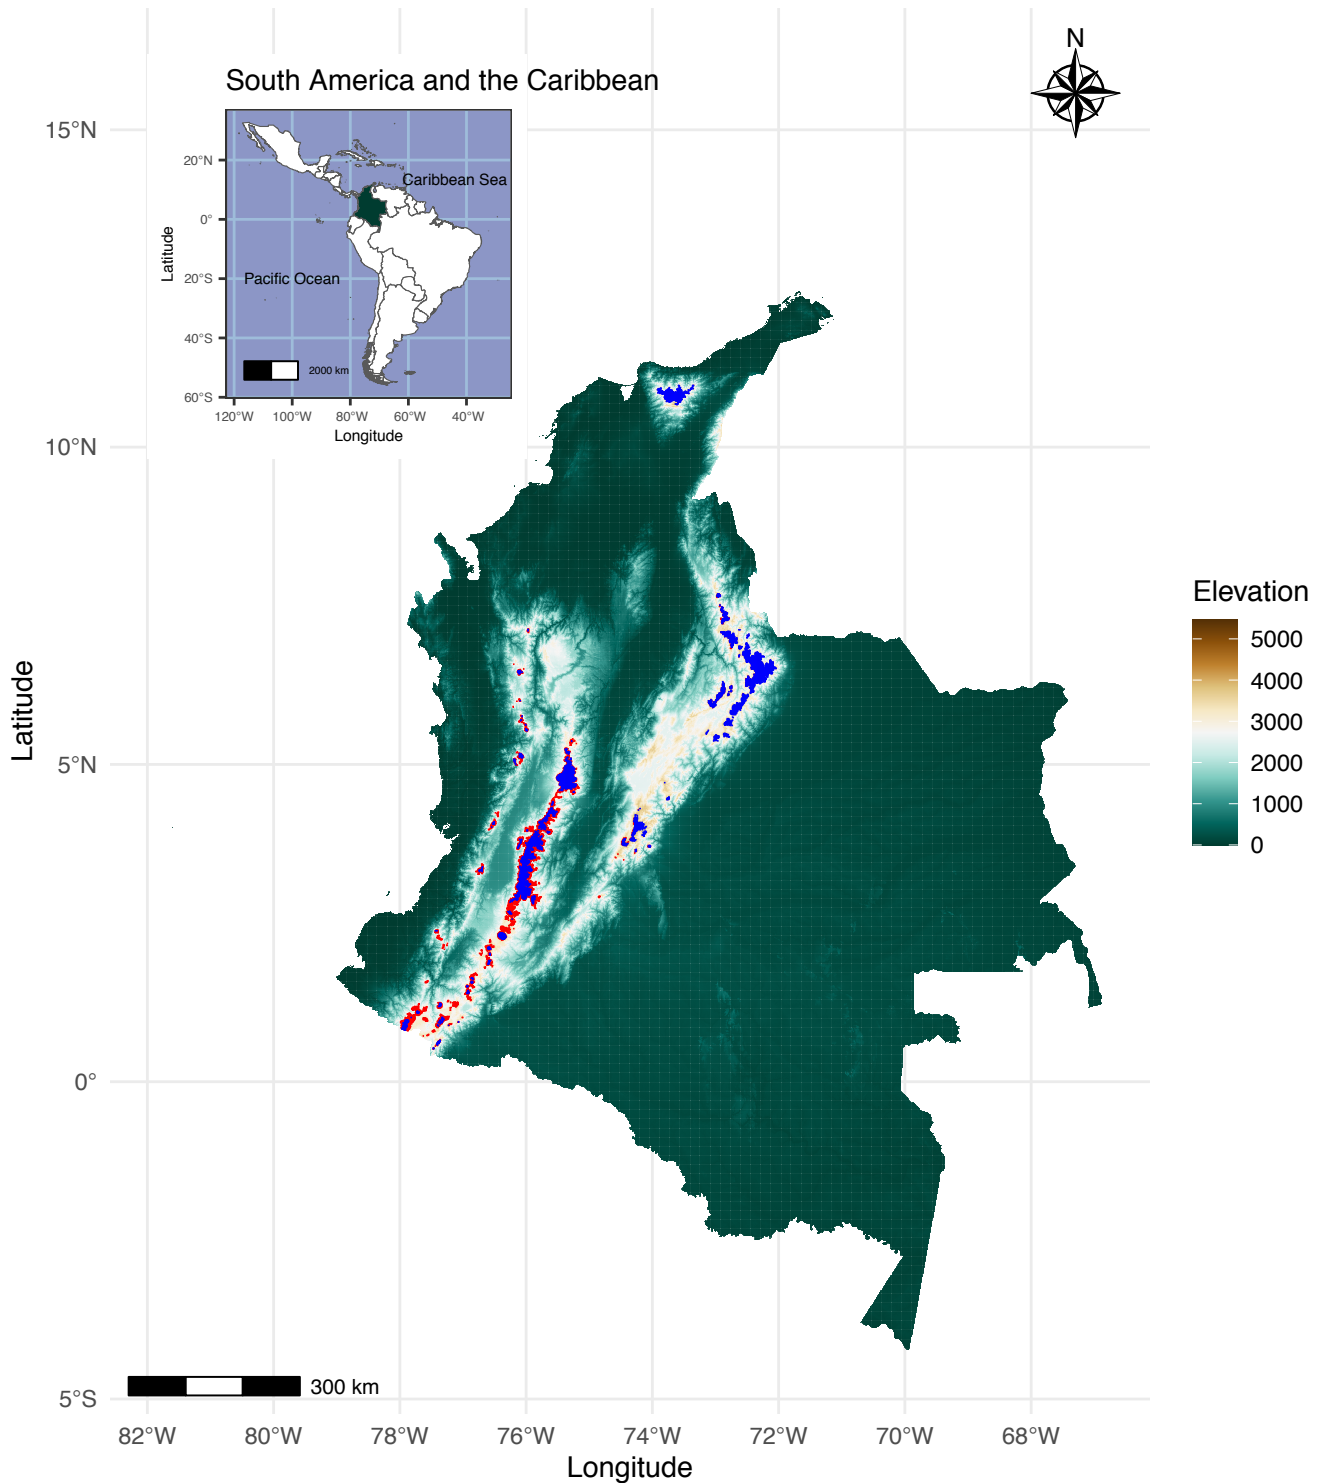 N
South America and the Caribbean
15°N
20°N
Caribbean Sea
0°
Latitude
Pacific Ocean
20°S
40°S
2000 km
60°S
120°W 100°W 80°W 60°W 40°W
Longitude
10°N
Elevation
5000
4000
3000
2000
1000
0
Latitude
5°N
0°
300 km
5°S
82°W 80°W 78°W 76°W 74°W 72°W 70°W 68°W
Longitude